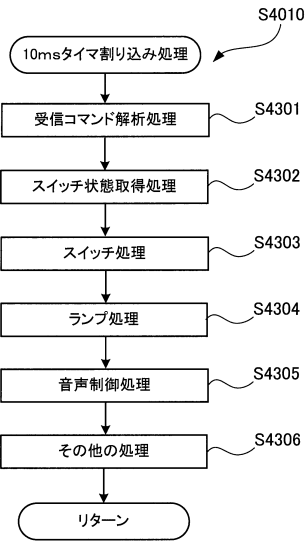 S4010
10msタイマ割り込み処理
受信コマンド解析処理
S4301
スイッチ状態取得処理
S4302
スイッチ処理
S4303
ランプ処理
S4304
音声制御処理
S4305
その他の処理
S4306
リターン